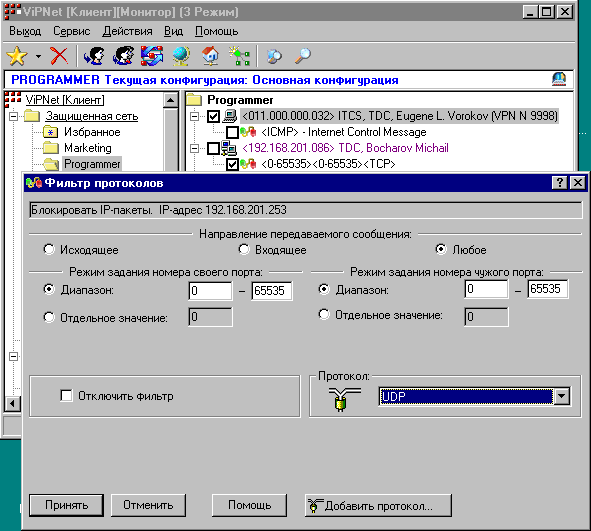 ViPNet [Клиент][Монитор] (3 Режим)
Выход Сервис Действия Вид Помощь
PROGRAMMER Текущая конфигурация: Основная конфигурация
ViPNet [Клиент]
Защищенная сеть
Избранное
Marketing
Programmer
Programmer
<011.000.000.032> ITCS, TDC, Eugene L. Vorokov (VPN N 9998)
<ICMP> - Internet Control Message
<192.168.201.086> TDC, Bocharov Michail
<0-65535><0-65535><TCP>
Фильтр протоколов
Блокировать IP-пакеты. IP-адрес 192.168.201.253
Направление передаваемого сообщения:
Исходящее Входящее Любое
Режим задания номера своего порта: Режим задания номера чужого порта:
Диапазон: 0 – 65535 Диапазон: 0 – 65535
Отдельное значение: 0 Отдельное значение: 0
Протокол:
Отключить фильтр UDP
Принять Отменить Помощь Добавить протокол...